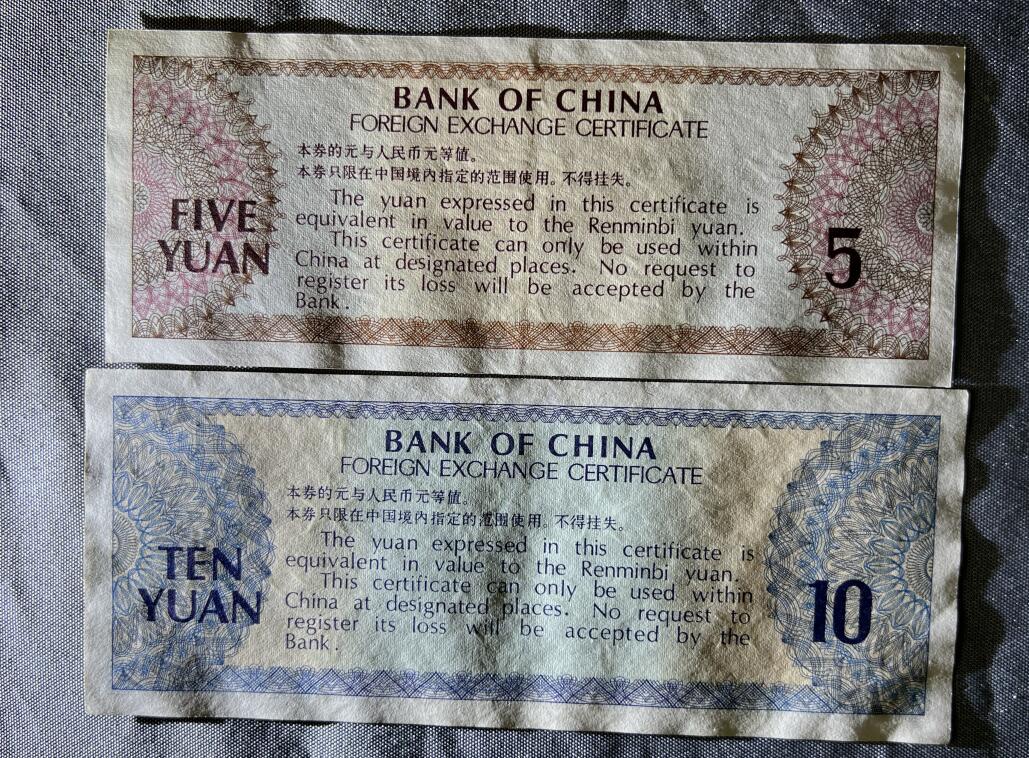 BANK OF CHINA
FOREIGN EXCHANGE CERTIFICATE
本券的元与人民币元等值。
本券只限在中国境内指定的范围使用。不得挂失。
The yuan expressed in this certificate is
equivalent in value to the Renminbi yuan.
This certificate can only be used within
China at designated places. No request to
register its loss will be accepted by the
Bank.
FIVE
YUAN
5
BANK OF CHINA
FOREIGN EXCHANGE CERTIFICATE
本券的元与人民币元等值。
本券只限在中国境内指定的范围使用。不得挂失。
The yuan expressed in this certificate is
equivalent in value to the Renminbi yuan.
This certificate can only be used within
China at designated places. No request to
register its loss will be accepted by the
Bank.
TEN
YUAN
10